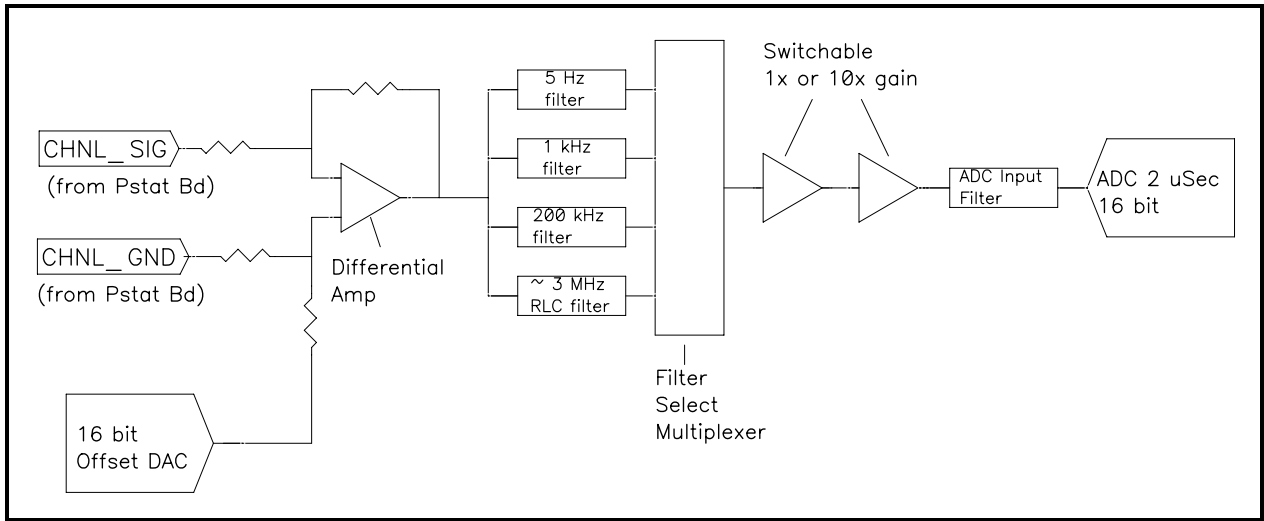 CHNL_SIG
(from Pstat Bd)
CHNL_GND
(from Pstat Bd)
16 bit
Offset DAC
Differential
Amp
5 Hz
filter
1 kHz
filter
200 kHz
filter
~ 3 MHz
RLC filter
Filter
Select
Multiplexer
Switchable
1x or 10x gain
ADC Input
Filter
ADC 2 uSec
16 bit